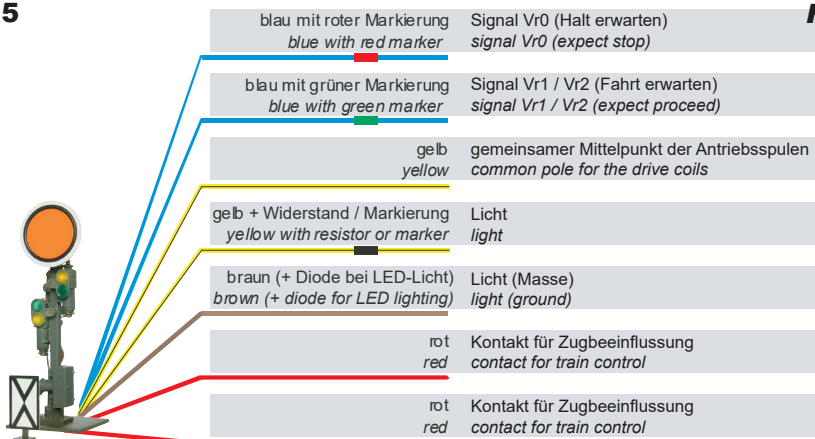 5
blau mit roter Markierung
blue with red marker
Signal Vr0 (Halt erwarten)
signal Vr0 (expect stop)
blau mit grüner Markierung
blue with green marker
Signal Vr1 / Vr2 (Fahrt erwarten)
signal Vr1 / Vr2 (expect proceed)
gelb
yellow
gemeinsamer Mittelpunkt der Antriebsspulen
common pole for the drive coils
gelb + Widerstand / Markierung
yellow with resistor or marker
Licht
light
braun (+ Diode bei LED-Licht)
brown (+ diode for LED lighting)
Licht (Masse)
light (ground)
rot
red
Kontakt für Zugbeeinflussung
contact for train control
rot
red
Kontakt für Zugbeeinflussung
contact for train control